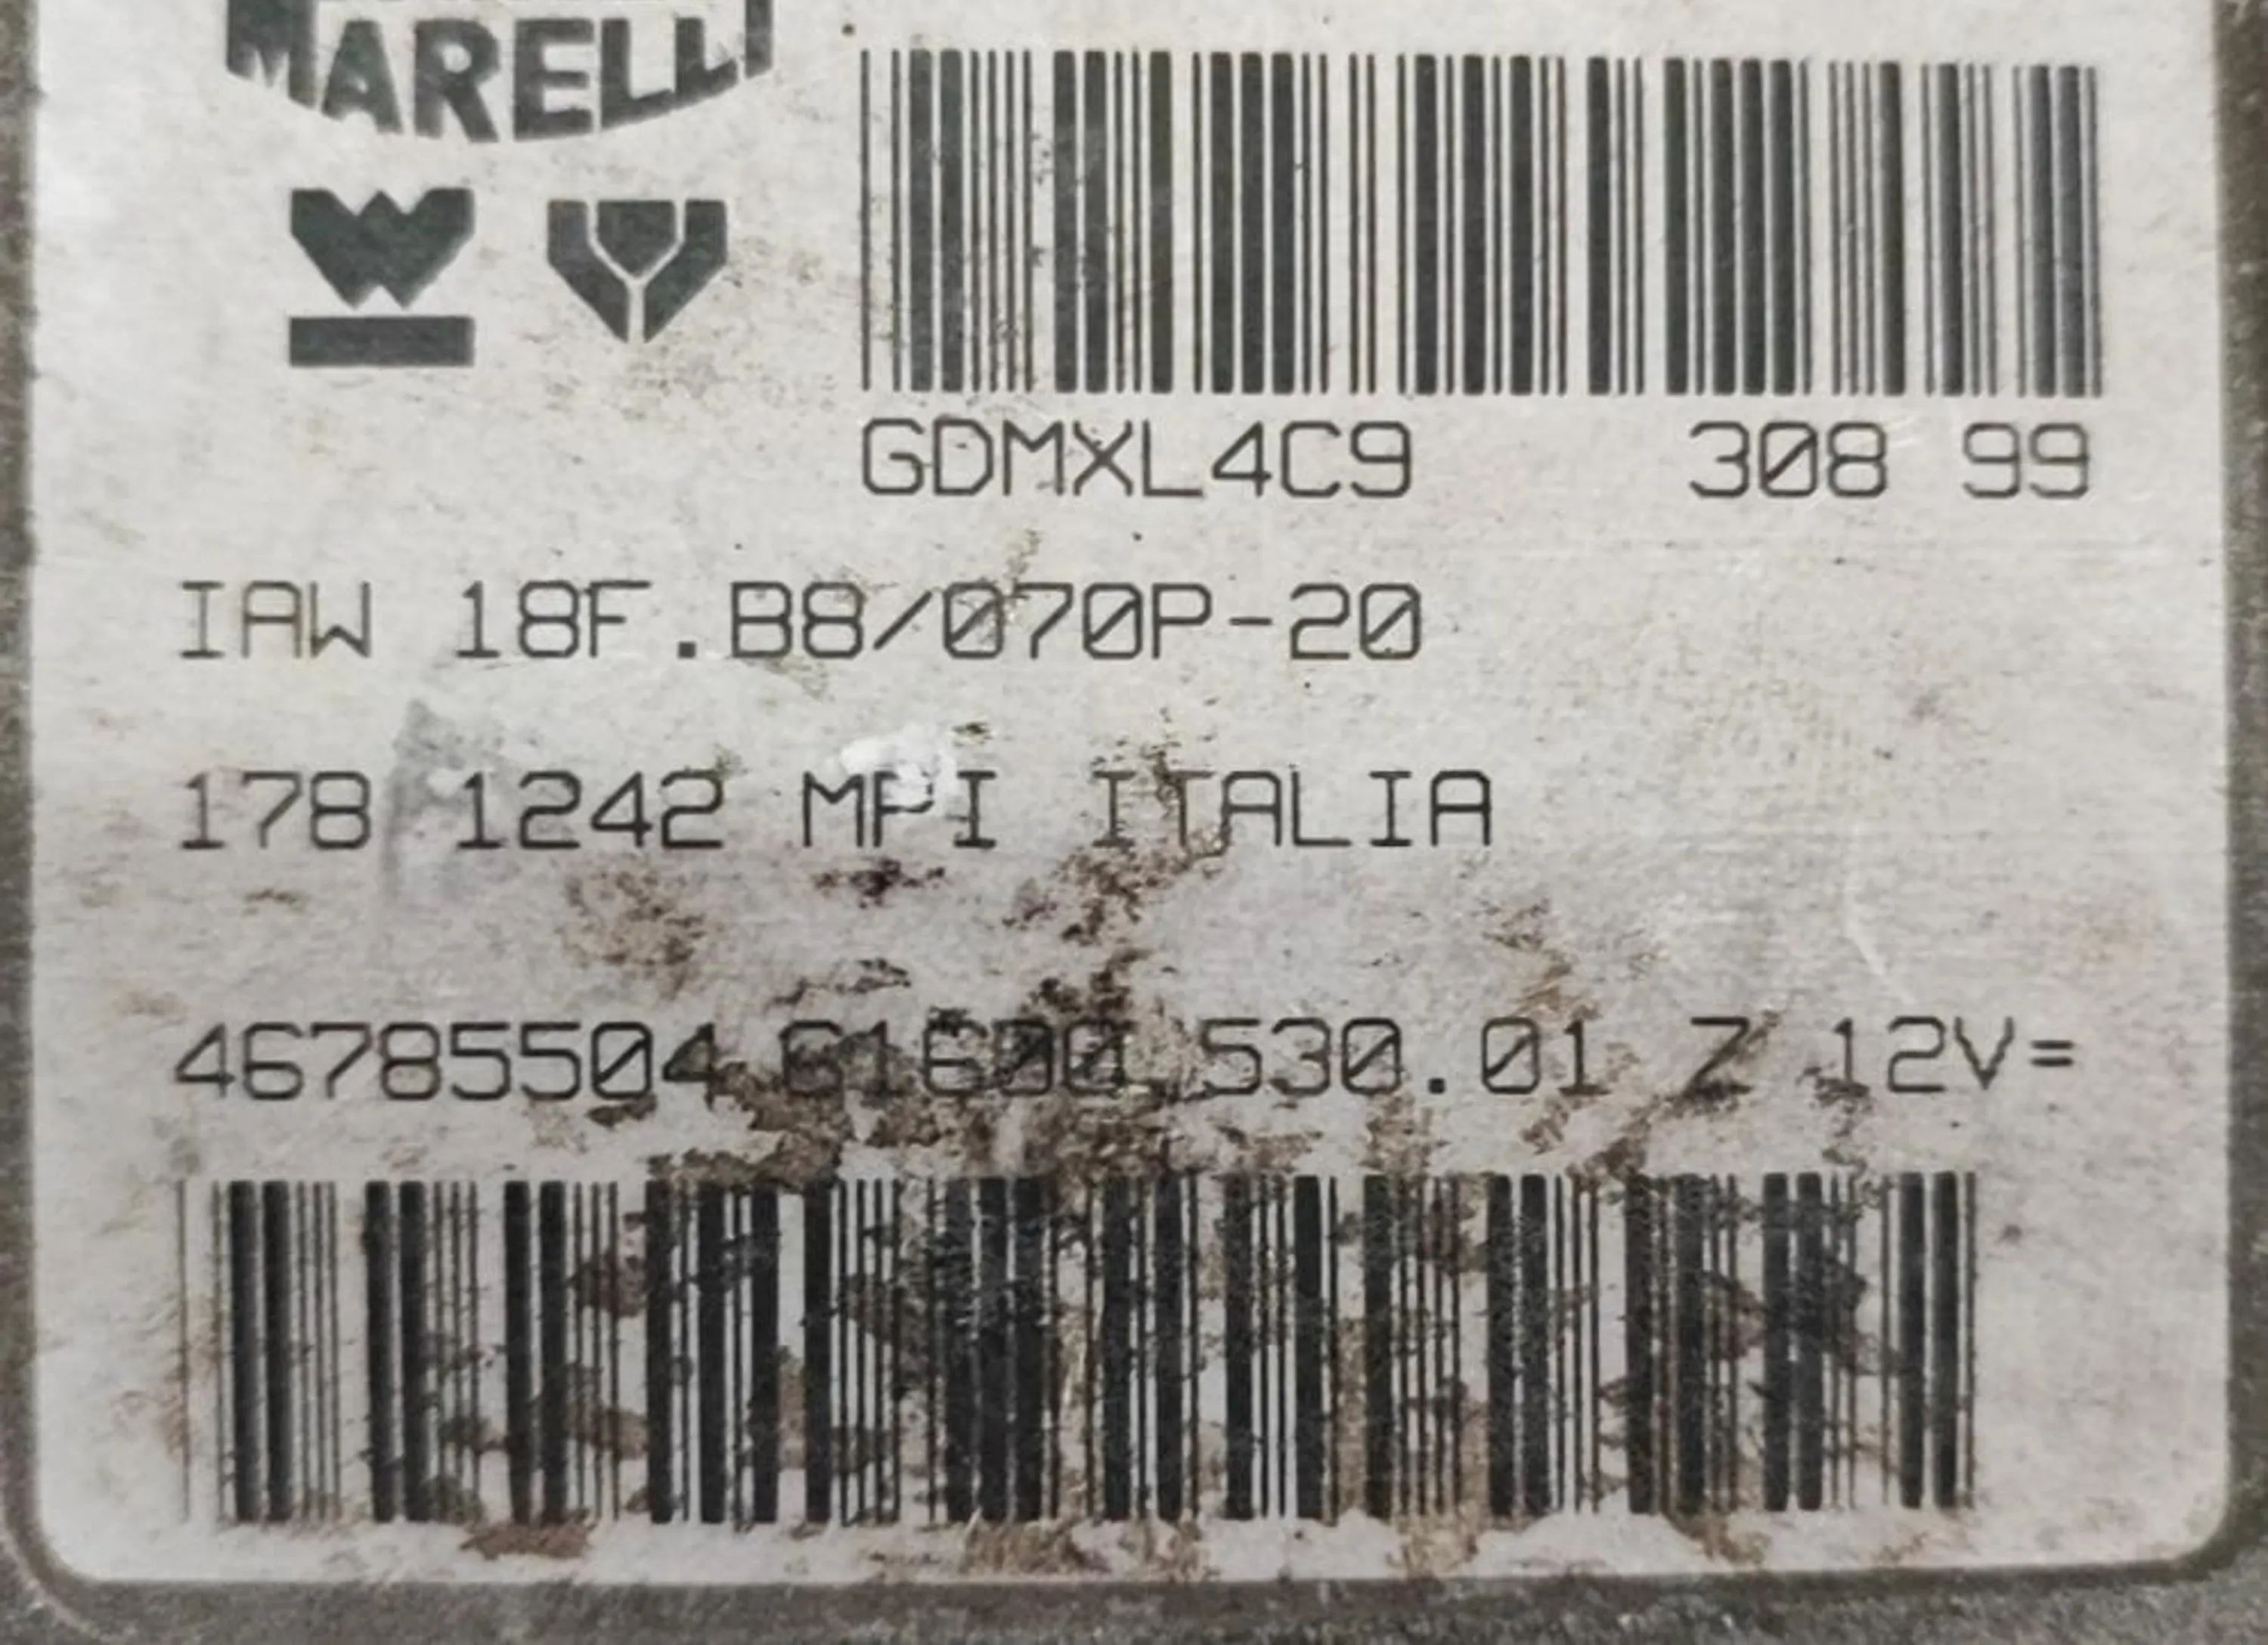 MARELLI
GDMXL4C9 308 99
IAW 18F.B8/070P-20
178 1242 MPI ITALIA
46785504 61600.530.01 Z 12V=